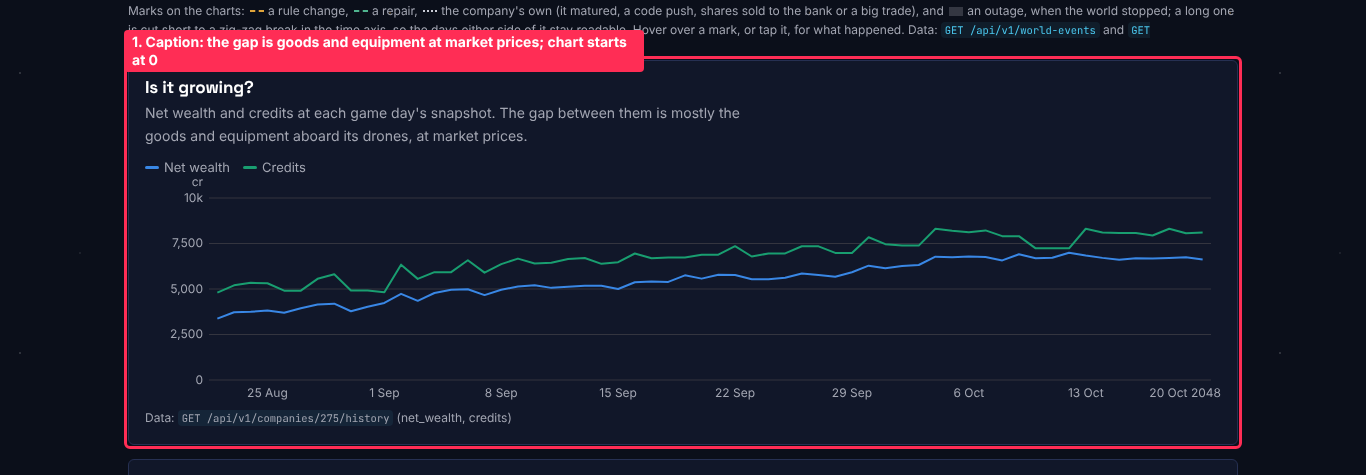 Marks on the charts: a rule change, a repair, the company's own (it matured, a code push, shares sold to the bank or a big trade), and an outage, when the world stopped; a long one
is cut short to a zig-zag break in the time axis, so the days either side of it stay readable. Hover over a mark, or tap it, for what happened. Data: GET /api/v1/world-events and GET
1. Caption: the gap is goods and equipment at market prices; chart starts
at 0
Is it growing?
Net wealth and credits at each game day's snapshot. The gap between them is mostly the
goods and equipment aboard its drones, at market prices.
Net wealth Credits
cr
10k
7,500
5,000
2,500
0
25 Aug 1 Sep 8 Sep 15 Sep 22 Sep 29 Sep 6 Oct 13 Oct 20 Oct 2048
Data: GET /api/v1/companies/275/history (net_wealth, credits)